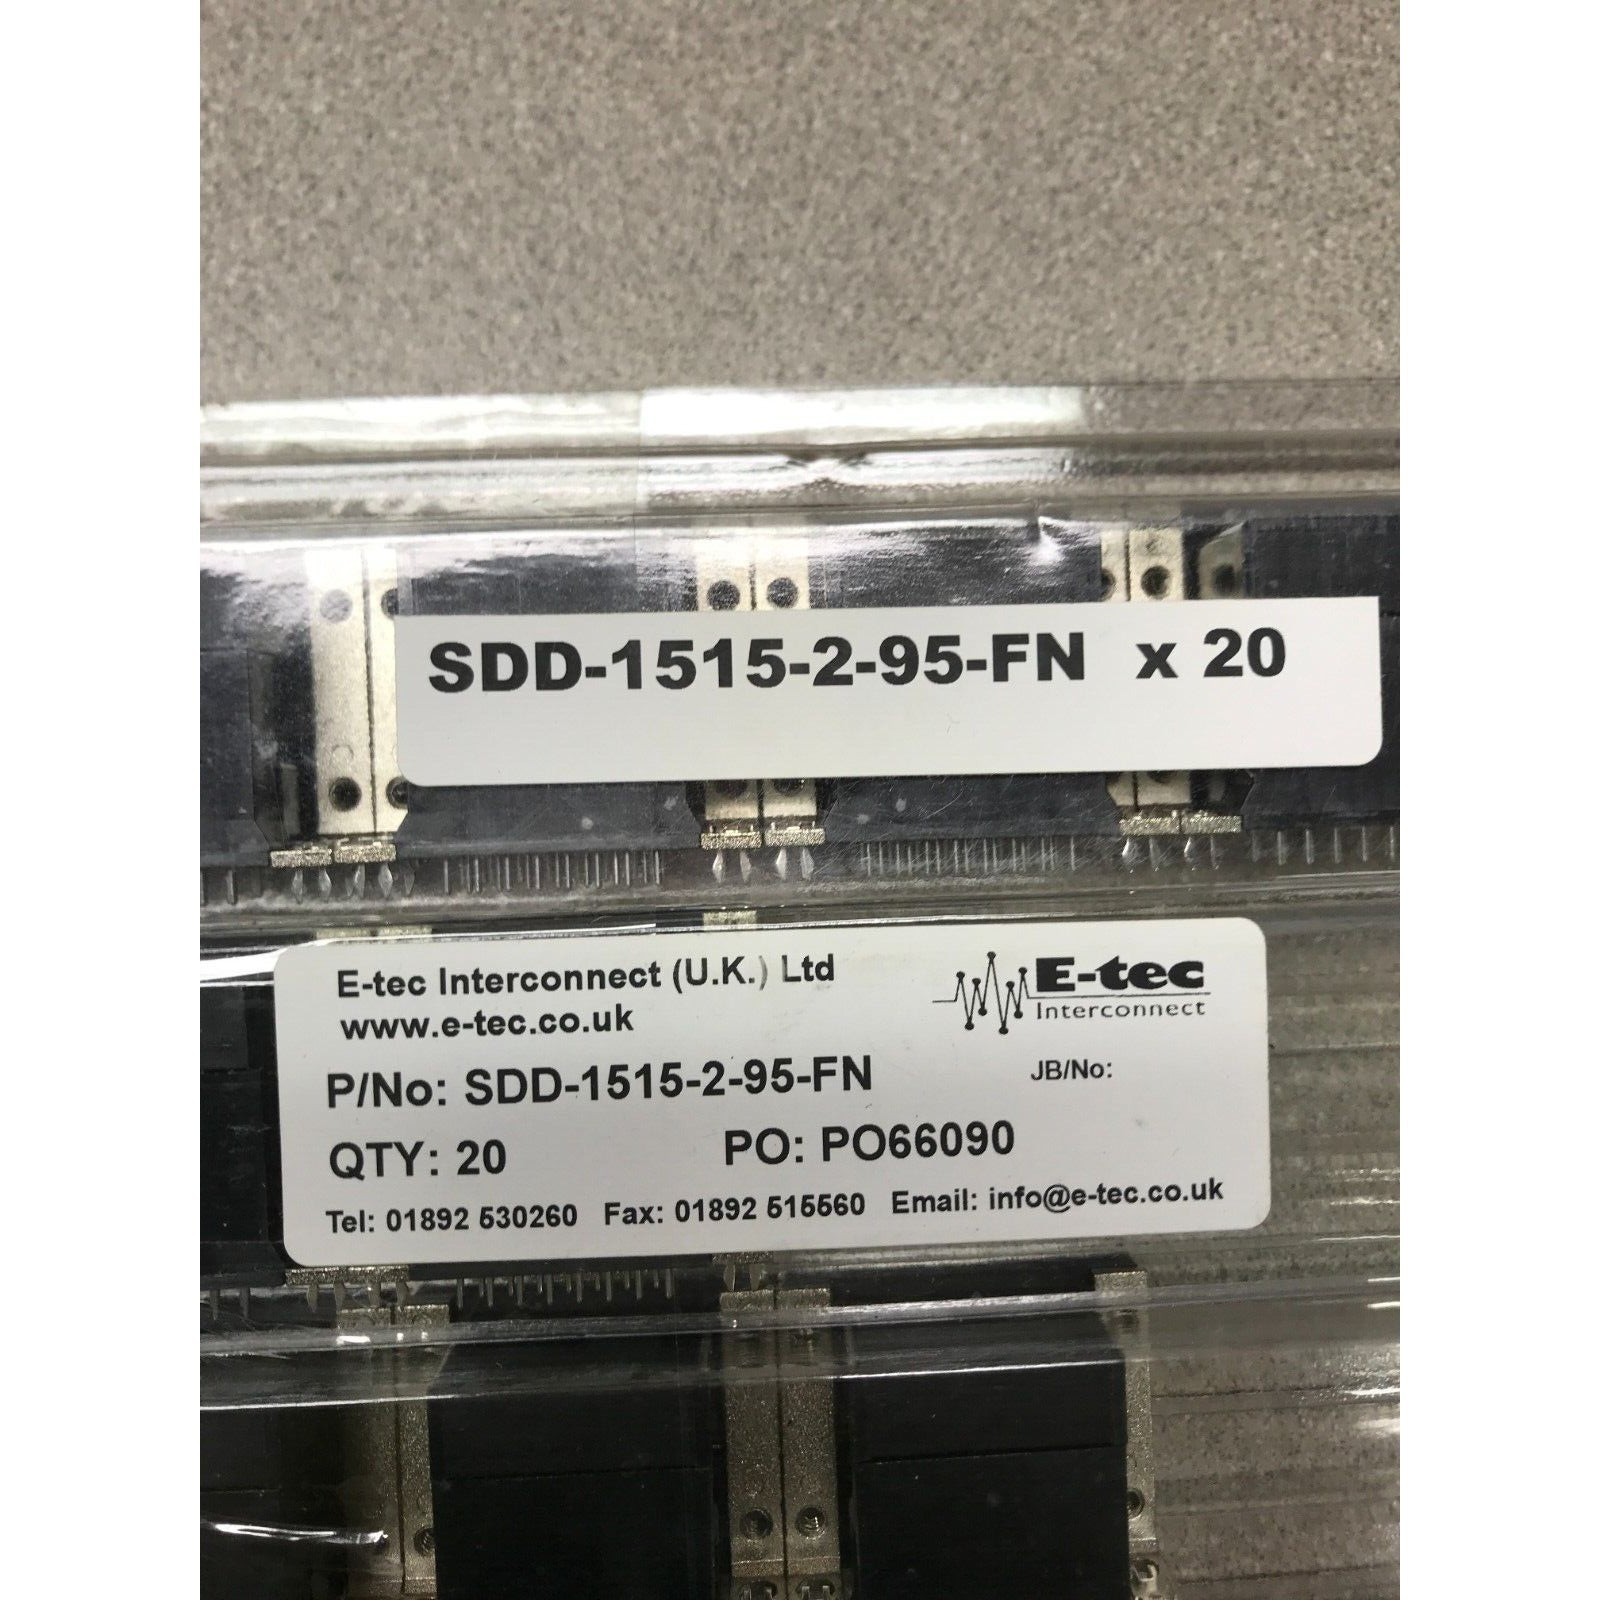 SDD-1515-2-95-FN x 20
E-tec Interconnect (U.K.) Ltd
www.e-tec.co.uk
E-tec
Interconnect
P/No: SDD-1515-2-95-FN
JB/No:
QTY: 20 PO: PO66090
Tel: 01892 530260 Fax: 01892 515560 Email: info@e-tec.co.uk